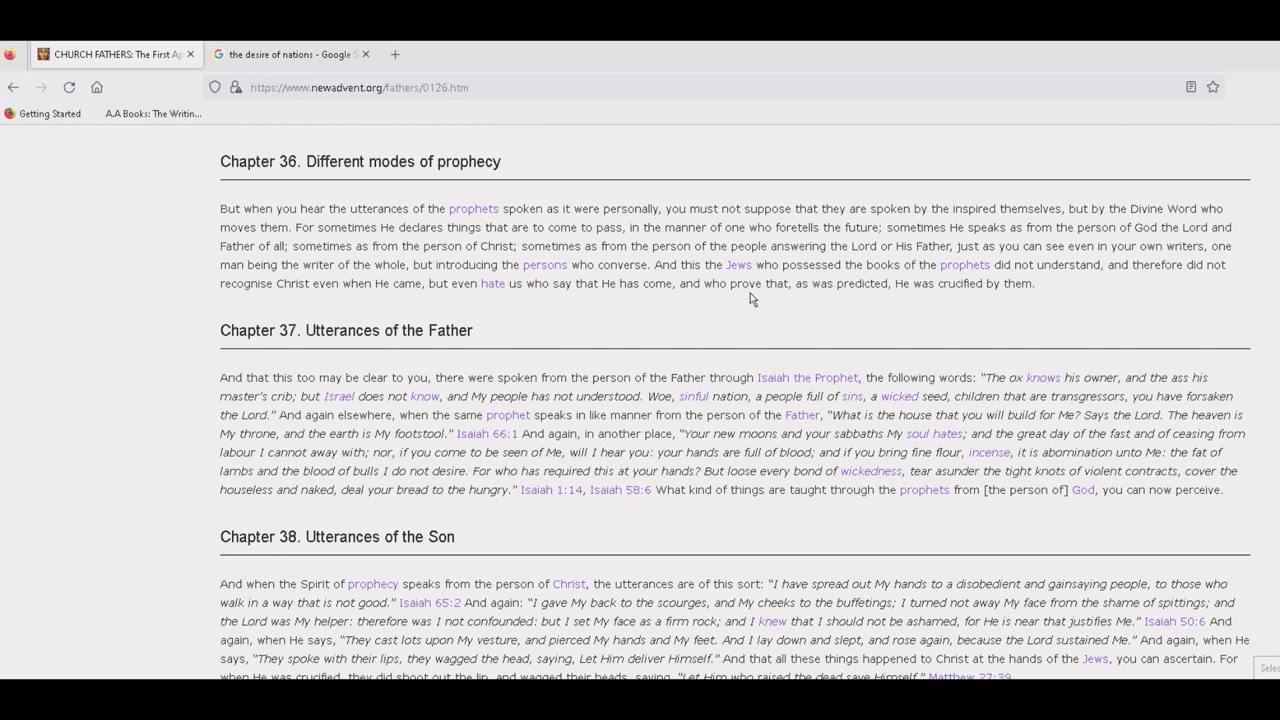 CHURCH FATHERS: The First Ap
the desire of nations - Google S
https://www.newadvent.org/fathers/0126.htm
Getting Started
A,A Books: The Writin...
Chapter 36. Different modes of prophecy
But when you hear the utterances of the prophets spoken as it were personally, you must not suppose that they are spoken by the inspired themselves, but by the Divine Word who
moves them. For sometimes He declares things that are to come to pass, in the manner of one who foretells the future; sometimes He speaks as from the person of God the Lord and
Father of all; sometimes as from the person of Christ; sometimes as from the person of the people answering the Lord or His Father, just as you can see even in your own writers, one
man being the writer of the whole, but introducing the persons who converse. And this the Jews who possessed the books of the prophets did not understand, and therefore did not
recognise Christ even when He came, but even hate us who say that He has come, and who prove that, as was predicted, He was crucified by them.
Chapter 37. Utterances of the Father
And that this too may be clear to you, there were spoken from the person of the Father through Isaiah the Prophet, the following words: “The ox knows his owner, and the ass his
master’s crib; but Israel does not know, and My people has not understood. Woe, sinful nation, a people full of sins, a wicked seed, children that are transgressors, you have forsaken
the Lord.” And again elsewhere, when the same prophet speaks in like manner from the person of the Father, “What is the house that you will build for Me? Says the Lord. The heaven is
My throne, and the earth is My footstool.” Isaiah 66:1 And again, in another place, “Your new moons and your sabbaths My soul hates; and the great day of the fast and of ceasing from
labour I cannot away with; nor, if you come to be seen of Me, will I hear you: your hands are full of blood; and if you bring fine flour, incense, it is abomination unto Me: the fat of
lambs and the blood of bulls I do not desire. For who has required this at your hands? But loose every bond of wickedness, tear asunder the tight knots of violent contracts, cover the
houseless and naked, deal your bread to the hungry.” Isaiah 1:14, Isaiah 58:6 What kind of things are taught through the prophets from [the person of] God, you can now perceive.
Chapter 38. Utterances of the Son
And when the Spirit of prophecy speaks from the person of Christ, the utterances are of this sort: “I have spread out My hands to a disobedient and gainsaying people, to those who
walk in a way that is not good.” Isaiah 65:2 And again: “I gave My back to the scourges, and My cheeks to the buffetings; I turned not away My face from the shame of spittings; and
the Lord was My helper: therefore was I not confounded: but I set My face as a firm rock; and I knew that I should not be ashamed, for He is near that justifies Me.” Isaiah 50:6 And
again, when He says, “They cast lots upon My vesture, and pierced My hands and My feet. And I lay down and slept, and rose again, because the Lord sustained Me.” And again, when He
says, “They spoke with their lips, they wagged the head, saying, Let Him deliver Himself.” And that all these things happened to Christ at the hands of the Jews, you can ascertain. For
when He was crucified, they did shoot out the lip, and wagged their heads, saying, “Let Him who raised the dead save Himself.” Matthew 27:39
Selec